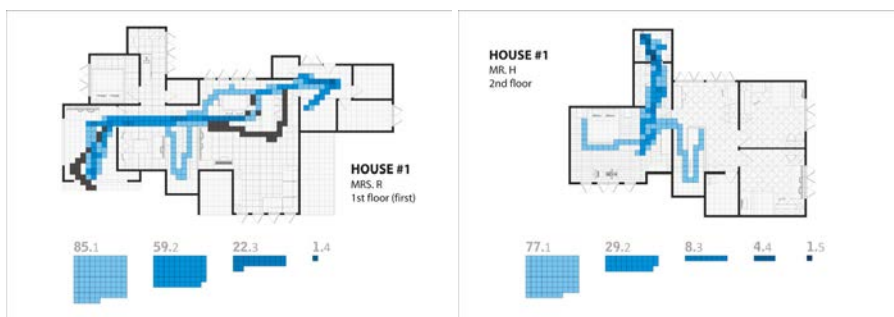 HOUSE #1
MRS. R
1st floor (first)
85.1 59.2 22.3 1.4
HOUSE #1
MR. H
2nd floor
77.1 29.2 8.3 4.4 1.5